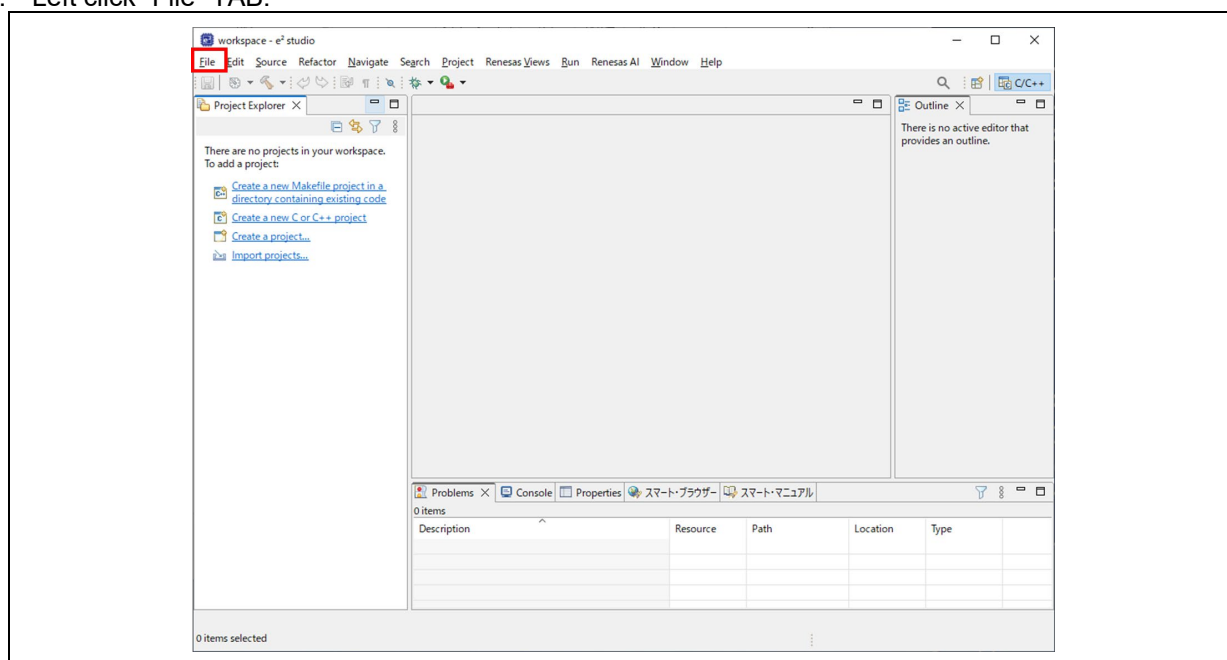 Left click "File" TAB.
workspace - e² studio
File Edit Source Refactor Navigate Search Project Renesas Views Run Renesas AI Window Help
C/C++
Project Explorer
Outline
There are no projects in your workspace.
To add a project:
Create a new Makefile project in a
directory containing existing code
Create a new C or C++ project
Create a project...
Import projects...
There is no active editor that
provides an outline.
Problems Console Properties スマート・ブラウザー スマート・マニュアル
0 items
Description Resource Path Location Type
0 items selected